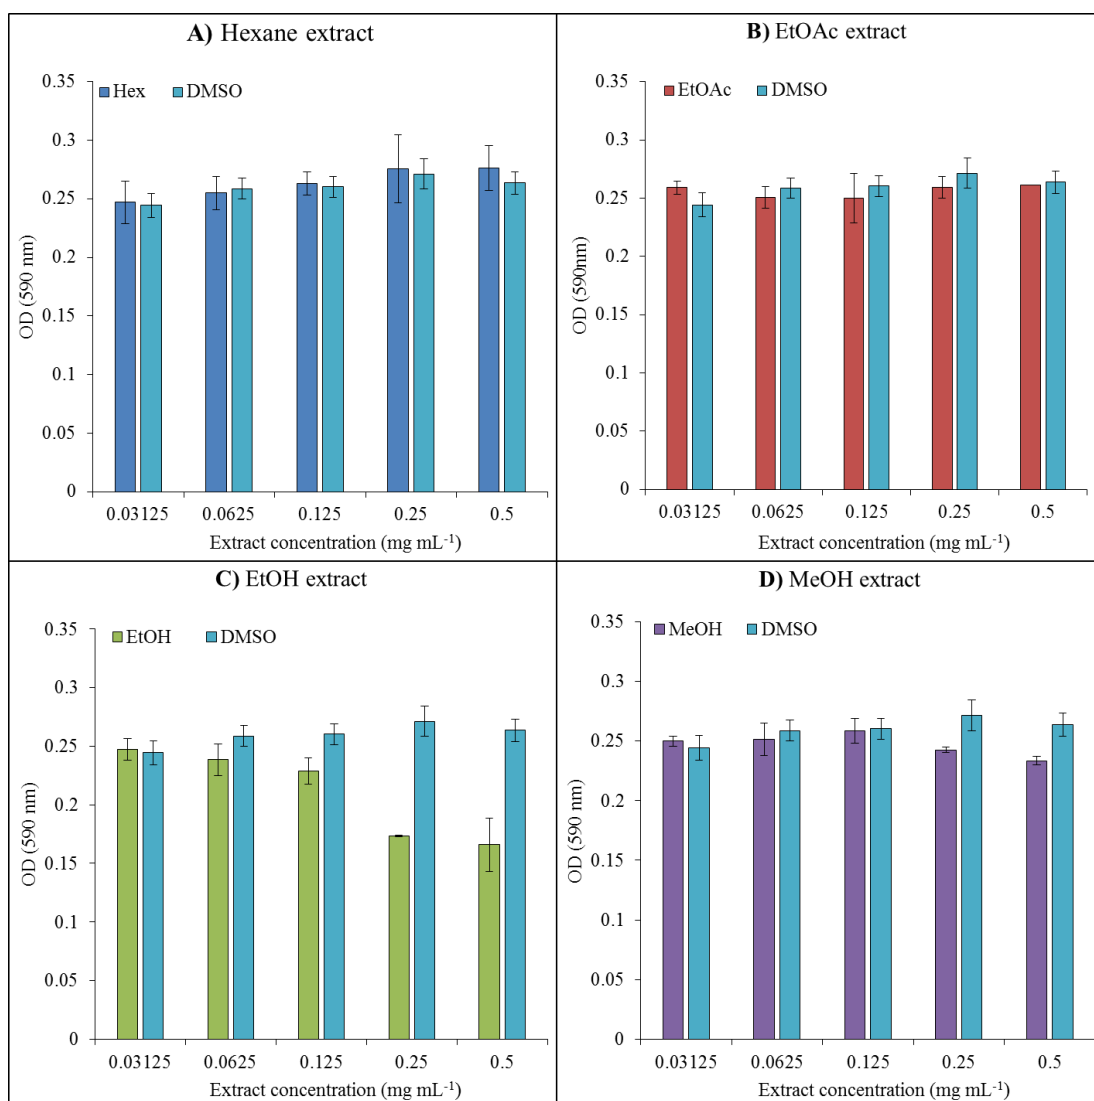 A) Hexane extract
Hex DMSO
0.35
0.3
0.25
0.2
0.15
0.1
0.05
0
OD (590 nm)
0.03125 0.0625 0.125 0.25 0.5
Extract concentration (mg mL⁻¹)
B) EtOAc extract
EtOAc DMSO
0.35
0.3
0.25
0.2
0.15
0.1
0.05
0
OD (590nm)
0.03125 0.0625 0.125 0.25 0.5
Extract concentration (mg mL⁻¹)
C) EtOH extract
EtOH DMSO
0.35
0.3
0.25
0.2
0.15
0.1
0.05
0
OD (590 nm)
0.03125 0.0625 0.125 0.25 0.5
Extract concentration (mg mL⁻¹)
D) MeOH extract
MeOH DMSO
0.35
0.3
0.25
0.2
0.15
0.1
0.05
0
OD (590 nm)
0.03125 0.0625 0.125 0.25 0.5
Extract concentration (mg mL⁻¹)